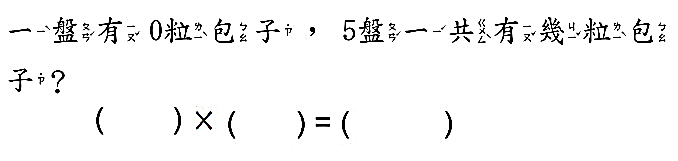 一盤有 0粒包子，5盤一共有幾粒包
子？
(　　)×(　　)=(　　　)